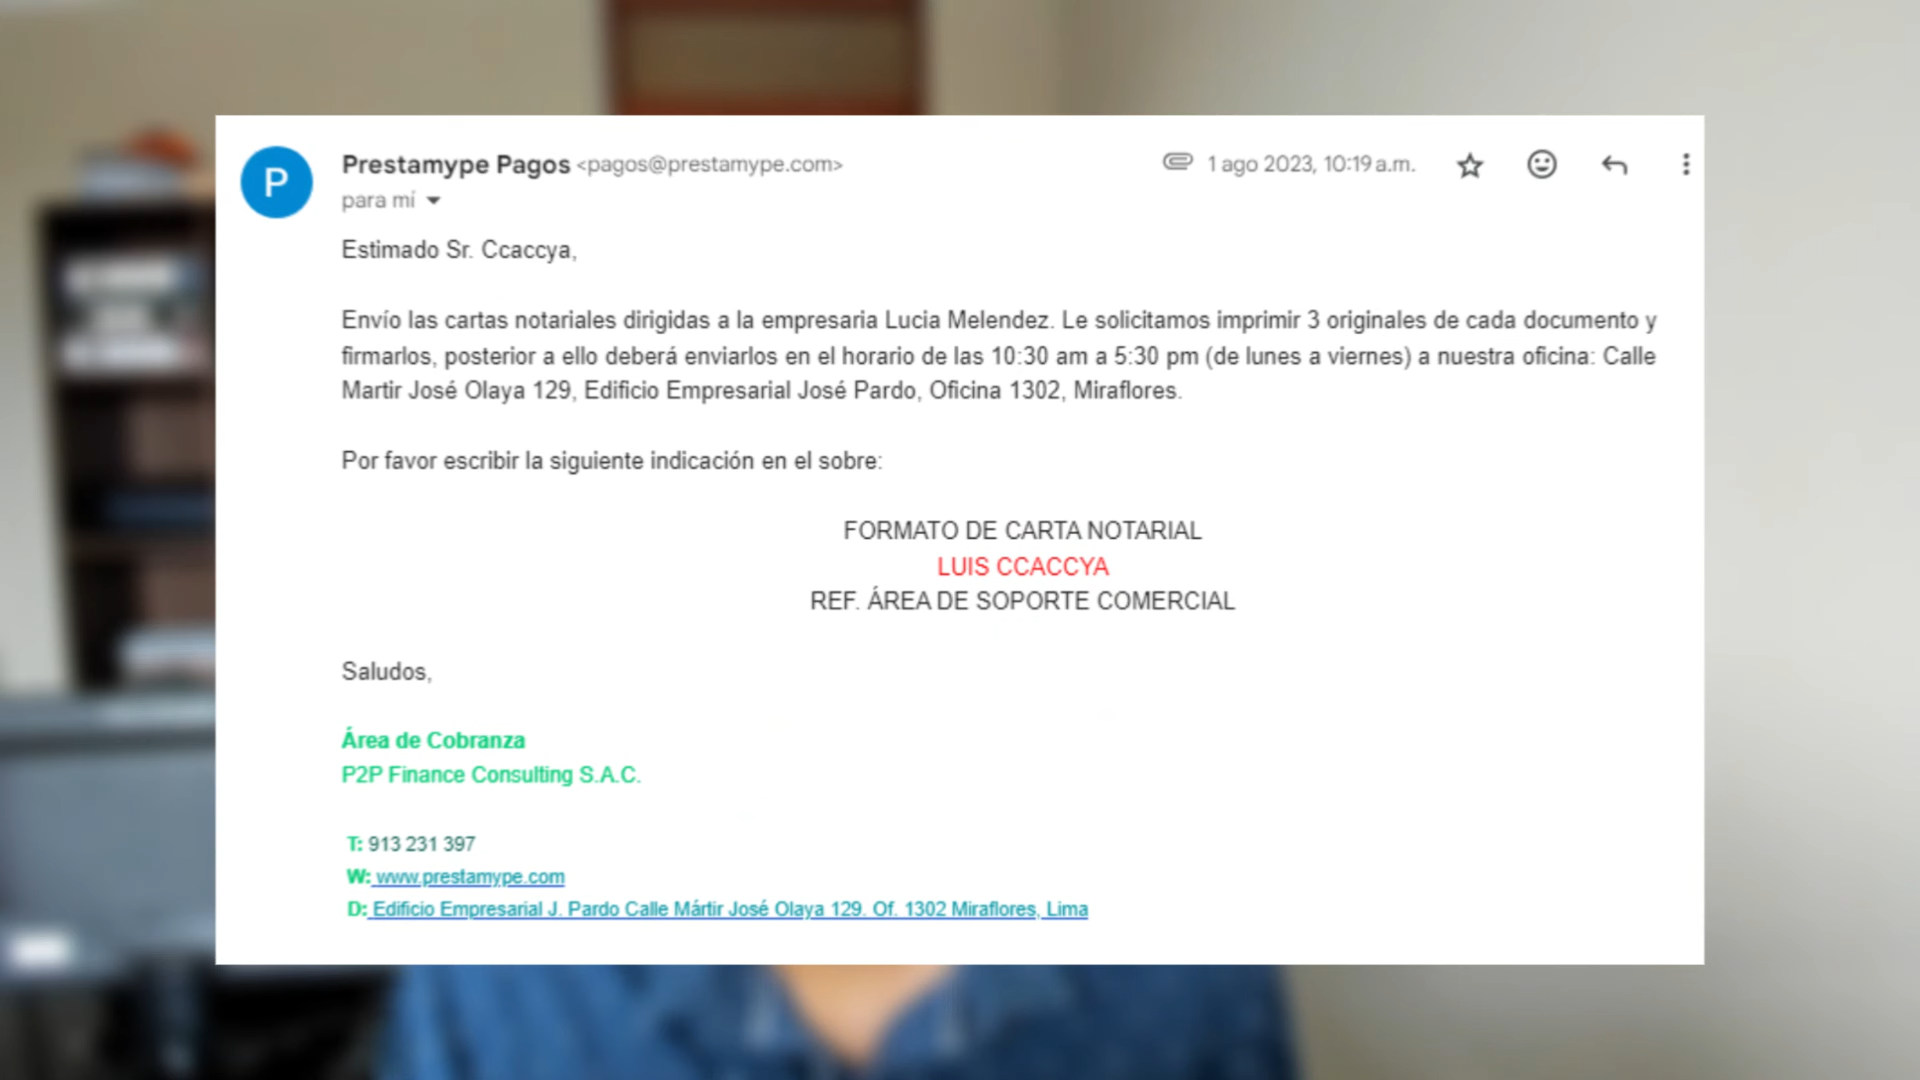 P
Prestamype Pagos <pagos@prestamype.com>
1 ago 2023, 10:19 a.m.
para mí
Estimado Sr. Ccaccya,
Envío las cartas notariales dirigidas a la empresaria Lucia Melendez. Le solicitamos imprimir 3 originales de cada documento y
firmarlos, posterior a ello deberá enviarlos en el horario de las 10:30 am a 5:30 pm (de lunes a viernes) a nuestra oficina: Calle
Martir José Olaya 129, Edificio Empresarial José Pardo, Oficina 1302, Miraflores.
Por favor escribir la siguiente indicación en el sobre:
FORMATO DE CARTA NOTARIAL
LUIS CCACCYA
REF. ÁREA DE SOPORTE COMERCIAL
Saludos,
Área de Cobranza
P2P Finance Consulting S.A.C.
T: 913 231 397
W: www.prestamype.com
D: Edificio Empresarial J. Pardo Calle Mártir José Olaya 129. Of. 1302 Miraflores, Lima